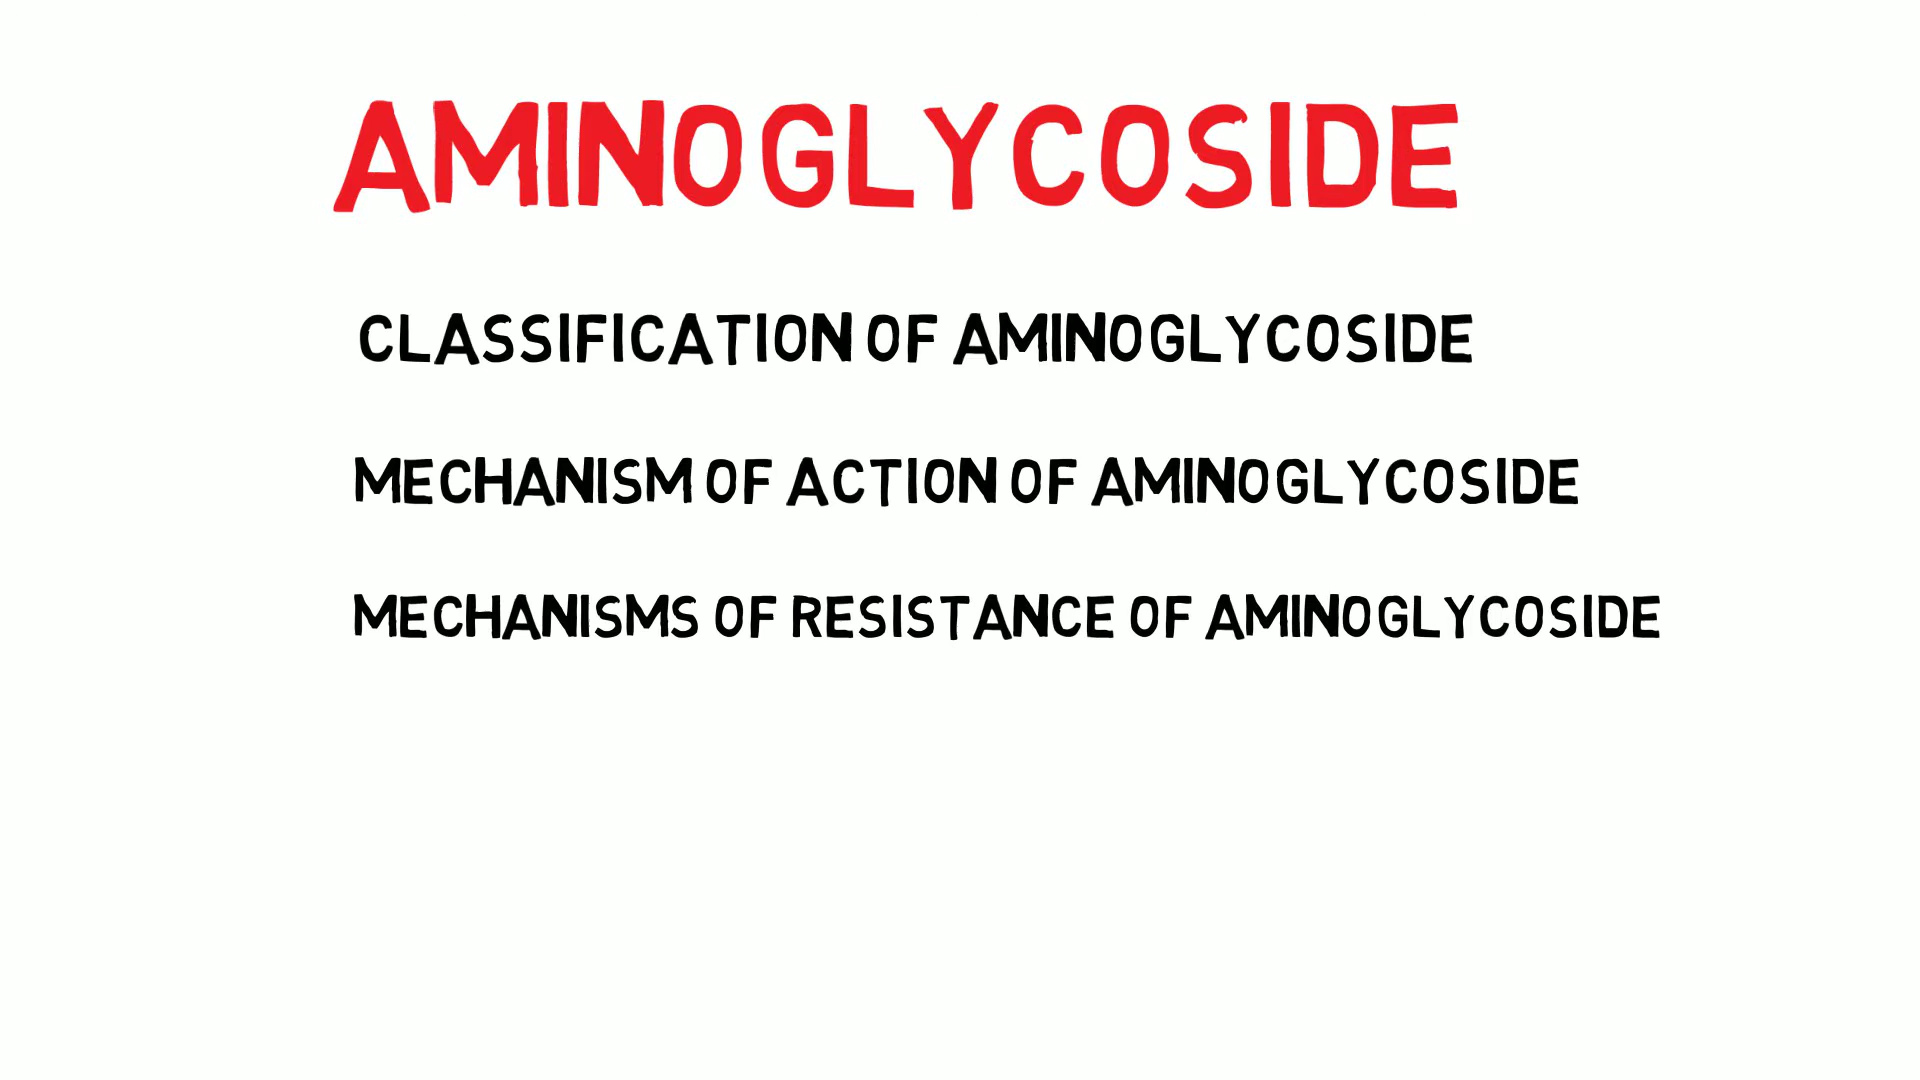 AMINOGLYCOSIDE
CLASSIFICATION OF AMINOGLYCOSIDE
MECHANISM OF ACTION OF AMINOGLYCOSIDE
MECHANISMS OF RESISTANCE OF AMINOGLYCOSIDE